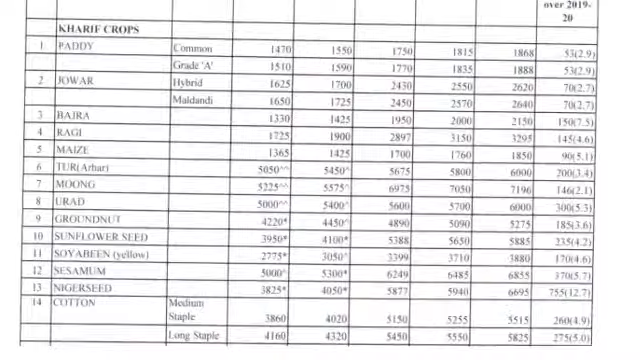 over 2019-
20
KHARIF CROPS
1 PADDY Common 1470 1550 1750 1815 1868 53(2.9)
Grade 'A' 1510 1590 1770 1835 1888 53(2.9)
2 JOWAR Hybrid 1625 1700 2430 2550 2620 70(2.7)
Maldandi 1650 1725 2450 2570 2640 70(2.7)
3 BAJRA 1330 1425 1950 2000 2150 150(7.5)
4 RAGI 1725 1900 2897 3150 3295 145(4.6)
5 MAIZE 1365 1425 1700 1760 1850 90(5.1)
6 TUR(Arhar) 5050^^ 5450^ 5675 5800 6000 200(3.4)
7 MOONG 5225^^ 5575^ 6975 7050 7196 146(2.1)
8 URAD 5000^^ 5400^ 5600 5700 6000 300(5.3)
9 GROUNDNUT 4220* 4450^ 4890 5090 5275 185(3.6)
10 SUNFLOWER SEED 3950* 4100* 5388 5650 5885 235(4.2)
11 SOYABEEN (yellow) 2775* 3050^ 3399 3710 3880 170(4.6)
12 SESAMUM 5000^ 5300* 6249 6485 6855 370(5.7)
13 NIGERSEED 3825* 4050* 5877 5940 6695 755(12.7)
14 COTTON Medium
Staple 3860 4020 5150 5255 5515 260(4.9)
Long Staple 4160 4320 5450 5550 5825 275(5.0)